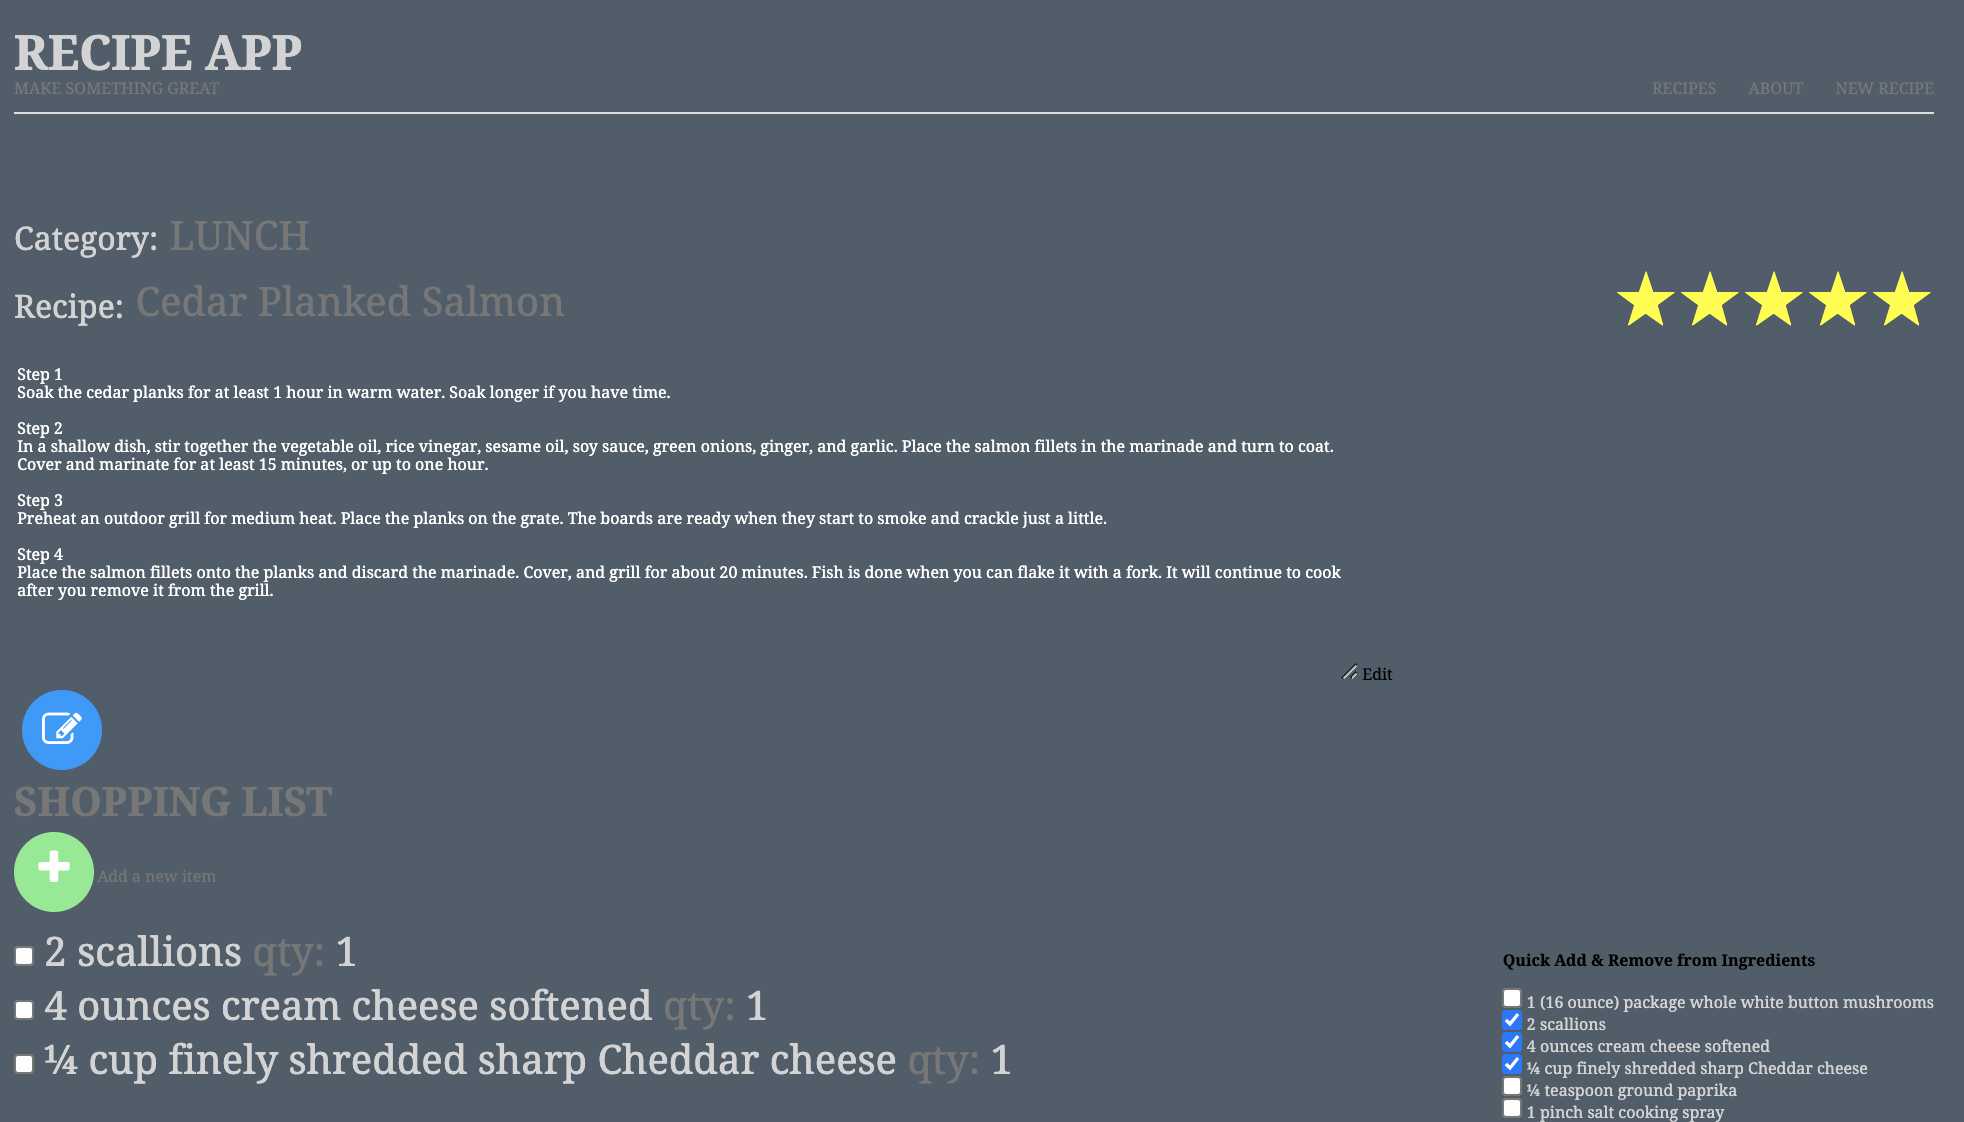 RECIPE APP
MAKE SOMETHING GREAT
RECIPES ABOUT NEW RECIPE
Category: LUNCH
Recipe: Cedar Planked Salmon
Step 1
Soak the cedar planks for at least 1 hour in warm water. Soak longer if you have time.
Step 2
In a shallow dish, stir together the vegetable oil, rice vinegar, sesame oil, soy sauce, green onions, ginger, and garlic. Place the salmon fillets in the marinade and turn to coat.
Cover and marinate for at least 15 minutes, or up to one hour.
Step 3
Preheat an outdoor grill for medium heat. Place the planks on the grate. The boards are ready when they start to smoke and crackle just a little.
Step 4
Place the salmon fillets onto the planks and discard the marinade. Cover, and grill for about 20 minutes. Fish is done when you can flake it with a fork. It will continue to cook
after you remove it from the grill.
Edit
SHOPPING LIST
Add a new item
2 scallions qty: 1
4 ounces cream cheese softened qty: 1
¼ cup finely shredded sharp Cheddar cheese qty: 1
Quick Add & Remove from Ingredients
1 (16 ounce) package whole white button mushrooms
2 scallions
4 ounces cream cheese softened
¼ cup finely shredded sharp Cheddar cheese
¼ teaspoon ground paprika
1 pinch salt cooking spray